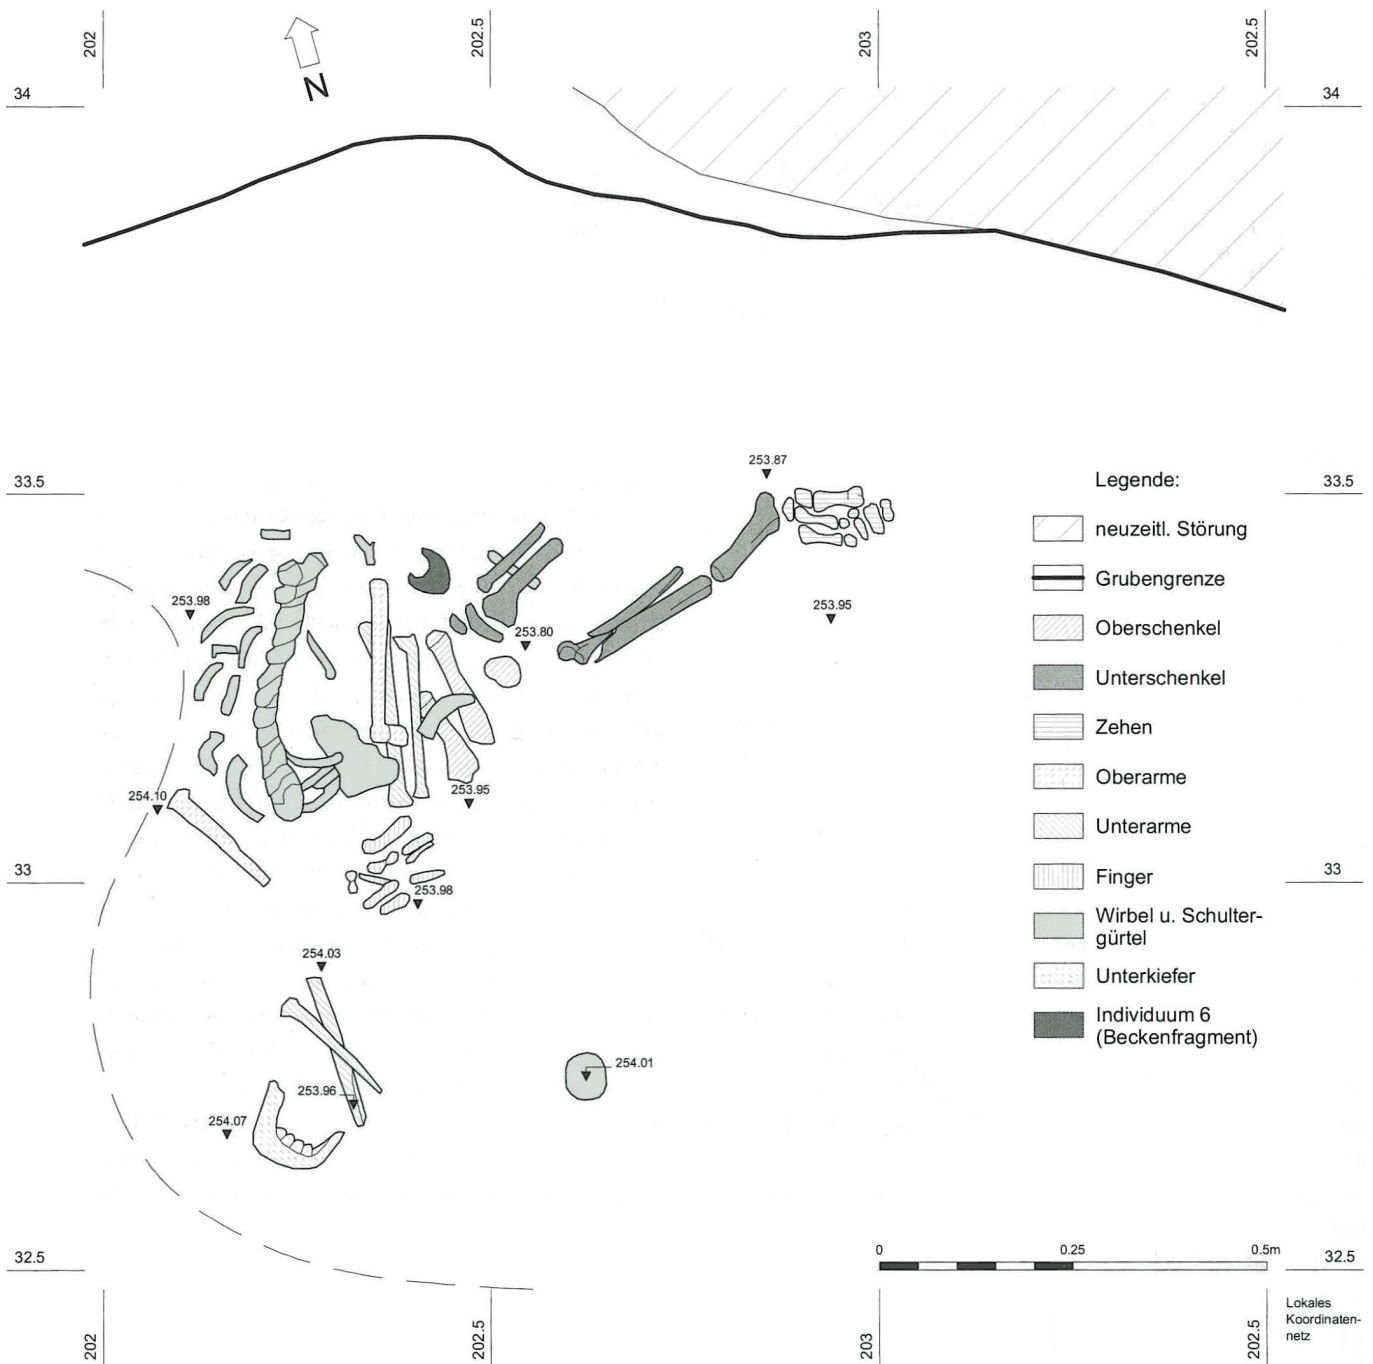 202
202.5
203
202.5
N
34
34
33.5
33.5
253.87
Legende:
neuzeitl. Störung
Grubengrenze
253.98
253.95
253.80
Oberschenkel
Unterschenkel
Zehen
Oberarme
254.10
253.95
Unterarme
Finger
33
33
253.98
Wirbel u. Schulter-
gürtel
254.03
Unterkiefer
Individuum 6
(Beckenfragment)
254.01
253.96
254.07
0
0.25
0.5m
32.5
32.5
Lokales
Koordinaten-
netz
202
202.5
203
202.5